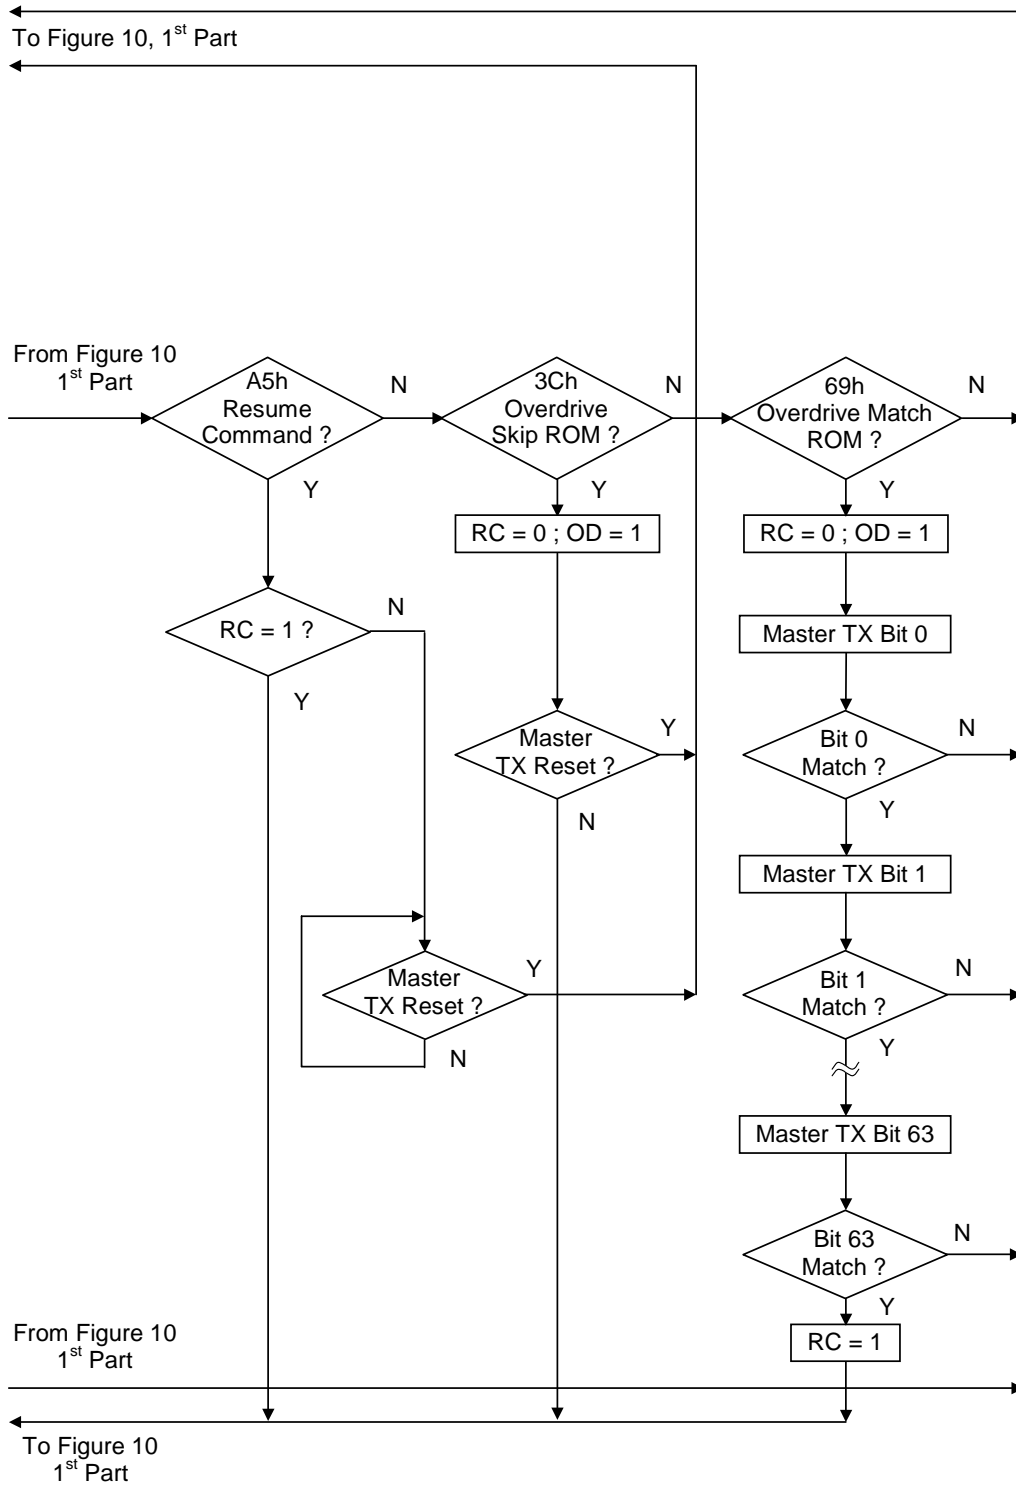 To Figure 10, 1st Part
From Figure 10
1st Part
A5h
Resume
Command ?
N
Y
3Ch
Overdrive
Skip ROM ?
N
Y
69h
Overdrive Match
ROM ?
N
Y
RC = 0 ; OD = 1
RC = 0 ; OD = 1
RC = 1 ?
N
Y
Master TX Bit 0
Master
TX Reset ?
Y
N
Bit 0
Match ?
N
Y
Master TX Bit 1
Master
TX Reset ?
Y
N
Bit 1
Match ?
N
Y
Master TX Bit 63
Bit 63
Match ?
N
Y
RC = 1
From Figure 10
1st Part
To Figure 10
1st Part